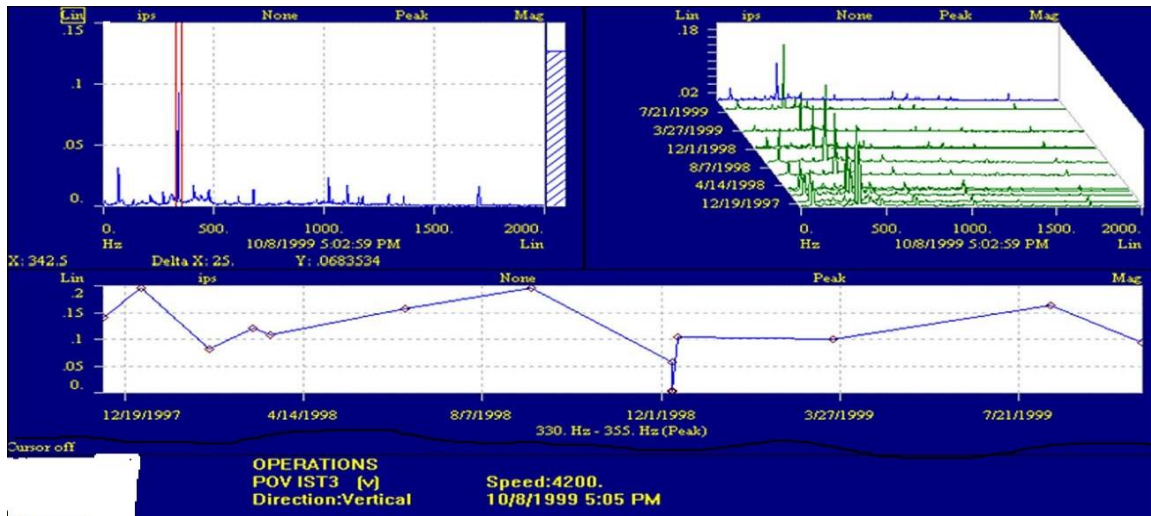 Lin ips None Peak Mag
.15
.1
.05
0.
0. 500. 1000. 1500. 2000.
Hz 10/8/1999 5:02:59 PM Lin
X: 342.5 Delta X: 25. Y: .0683534
Lin ips None Peak Mag
.18
.02
7/21/1999
3/27/1999
12/1/1998
8/7/1998
4/14/1998
12/19/1997
0. 500. 1000. 1500. 2000.
Hz 10/8/1999 5:02:59 PM Lin
Lin ips None Peak Mag
.2
.15
.1
.05
0.
12/19/1997 4/14/1998 8/7/1998 12/1/1998 3/27/1999 7/21/1999
330. Hz - 355. Hz (Peak)
Cursor off
OPERATIONS
POV IST3 (v) Speed:4200.
Direction:Vertical 10/8/1999 5:05 PM